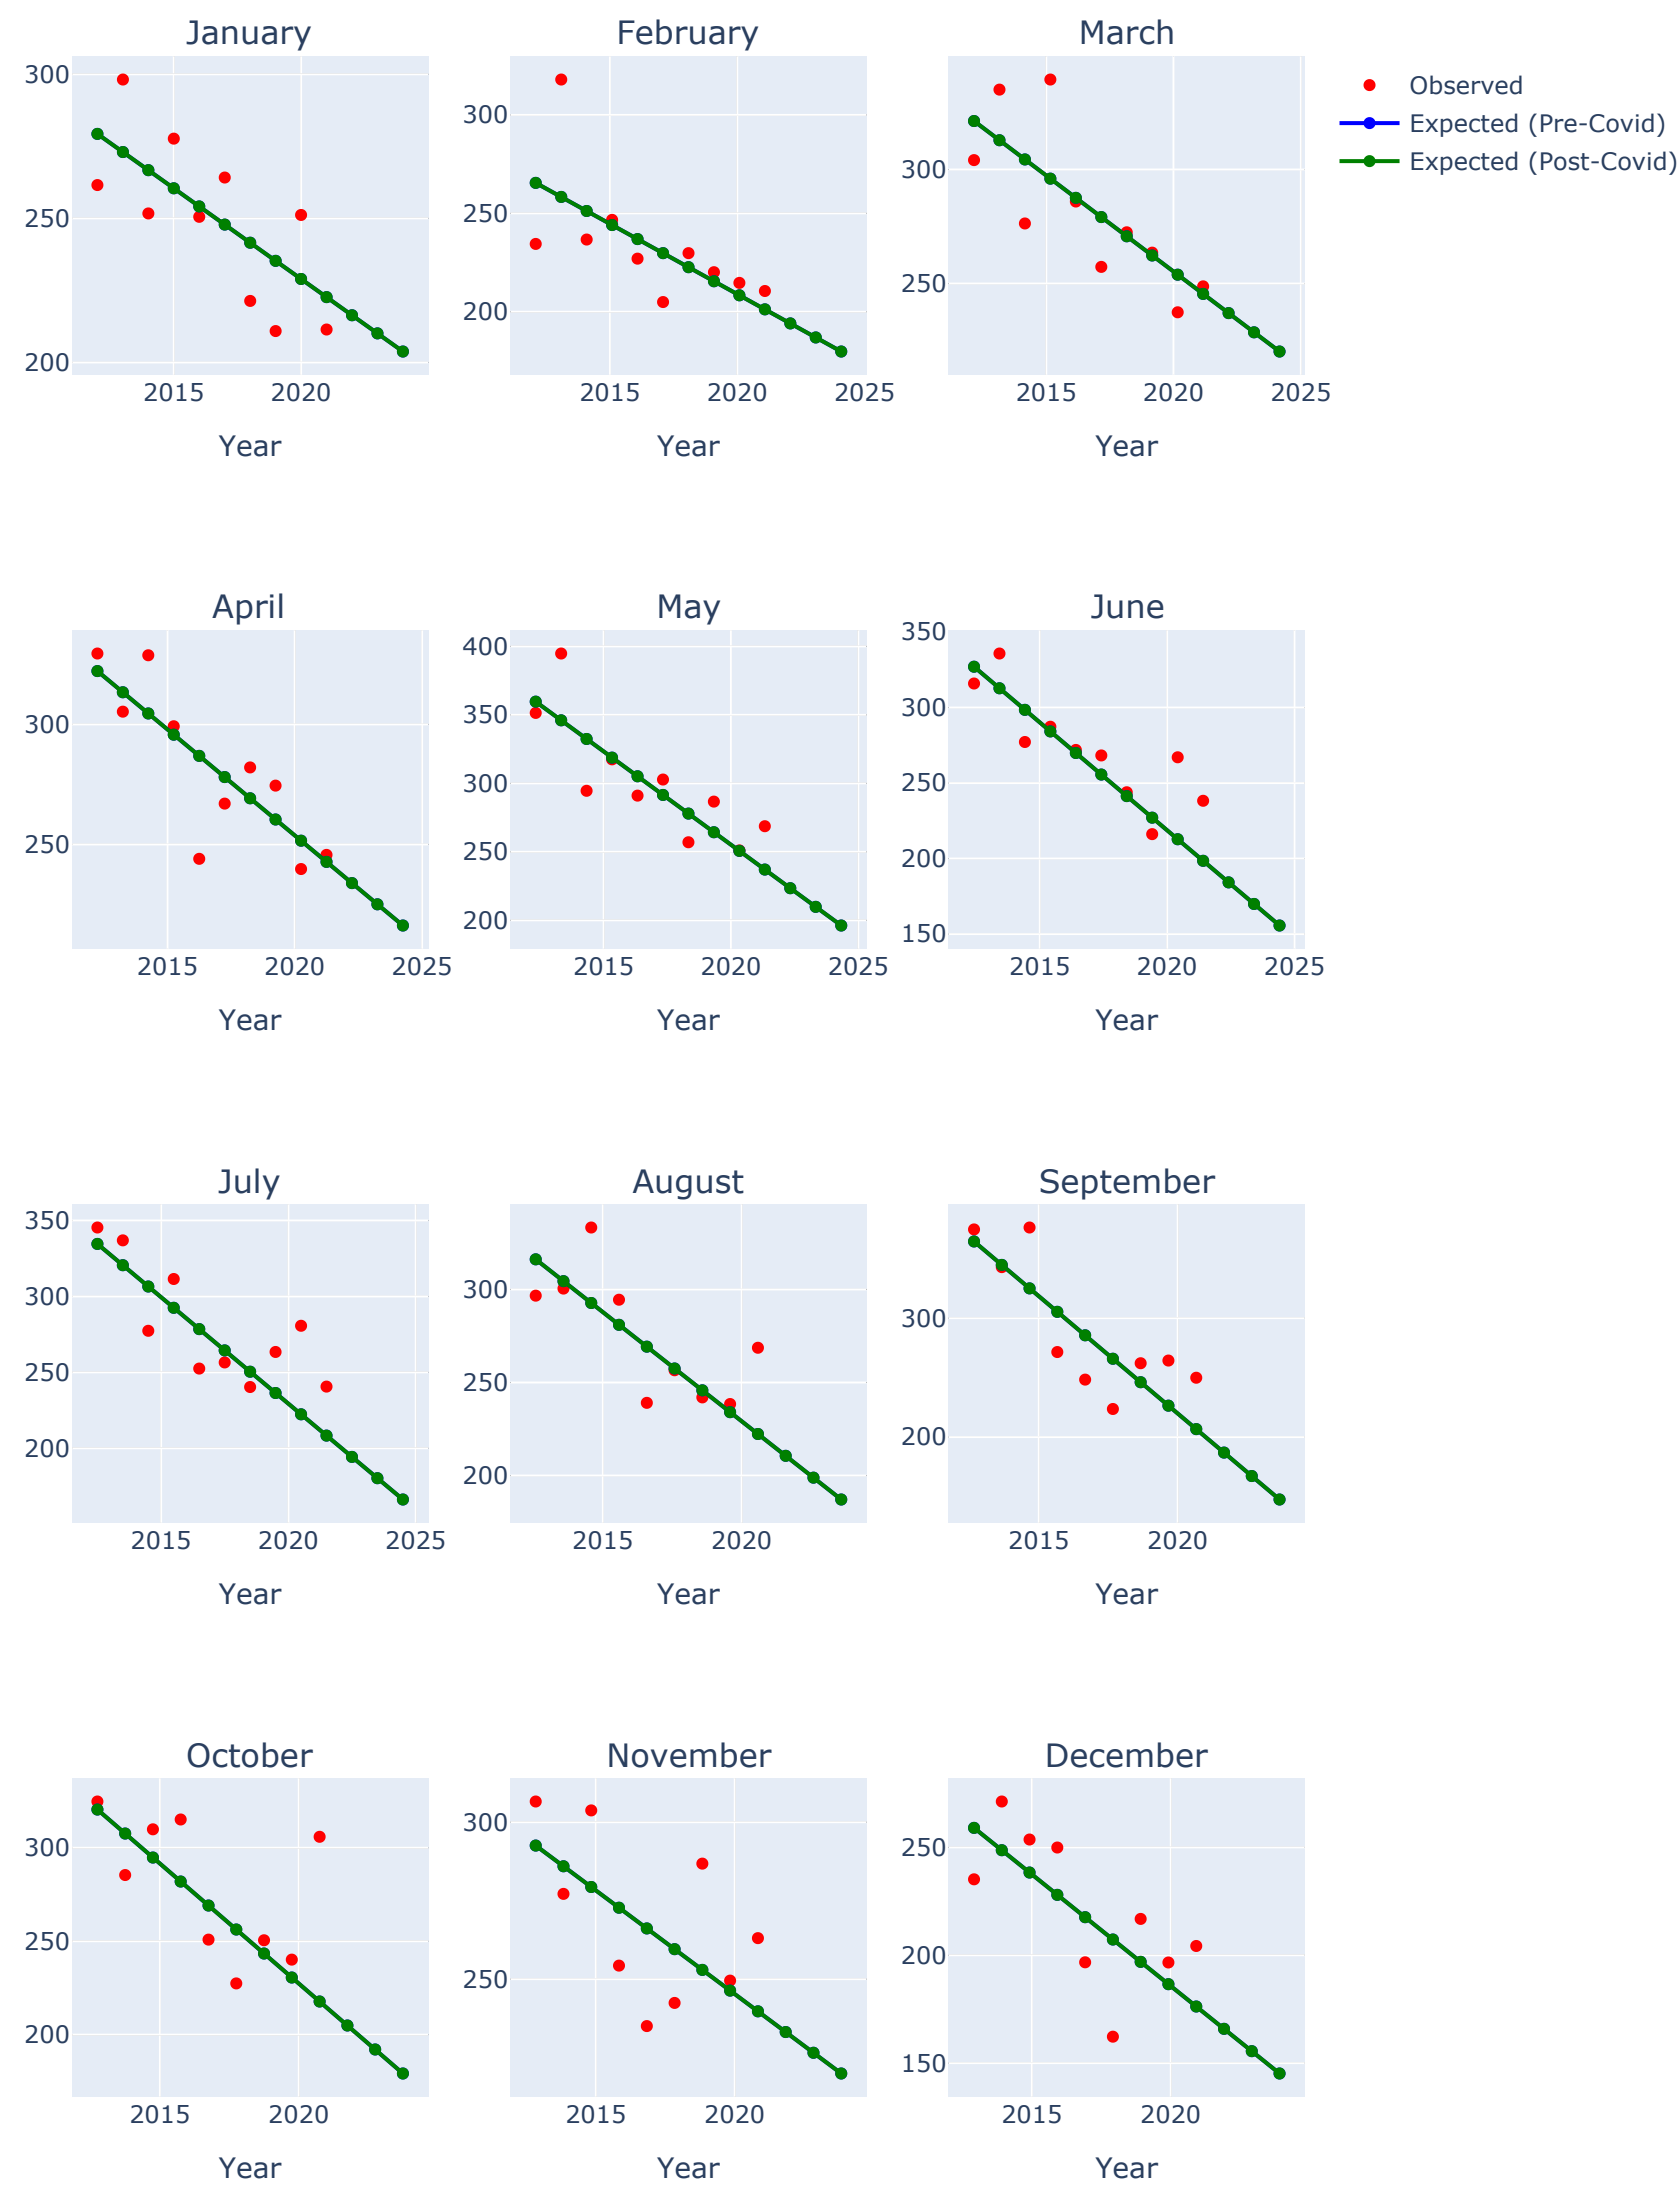 January
February
March
300
250
200
2015
2020
Year
300
250
200
2015
2020
2025
Year
300
250
2015
2020
2025
Year
Observed
Expected (Pre-Covid)
Expected (Post-Covid)
April
May
June
300
250
2015
2020
2025
Year
400
350
300
250
200
2015
2020
2025
Year
350
300
250
200
150
2015
2020
2025
Year
July
August
September
350
300
250
200
2015
2020
2025
Year
300
250
200
2015
2020
Year
300
200
2015
2020
Year
October
November
December
300
250
200
2015
2020
Year
300
250
2015
2020
Year
250
200
150
2015
2020
Year